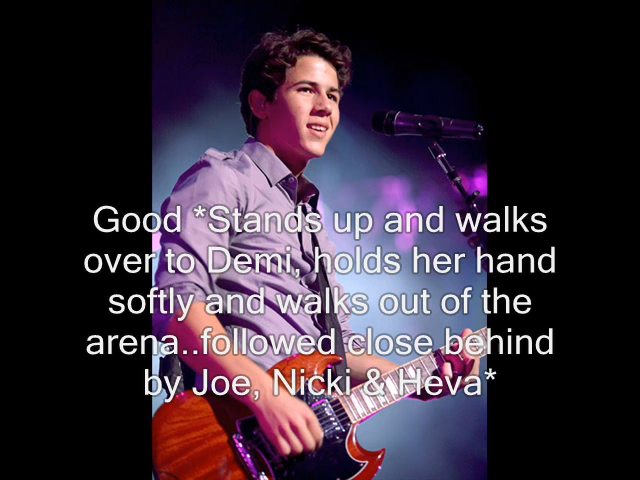 Good *Stands up and walks
over to Demi, holds her hand
softly and walks out of the
arena..followed close behind
by Joe, Nicki & Heva*